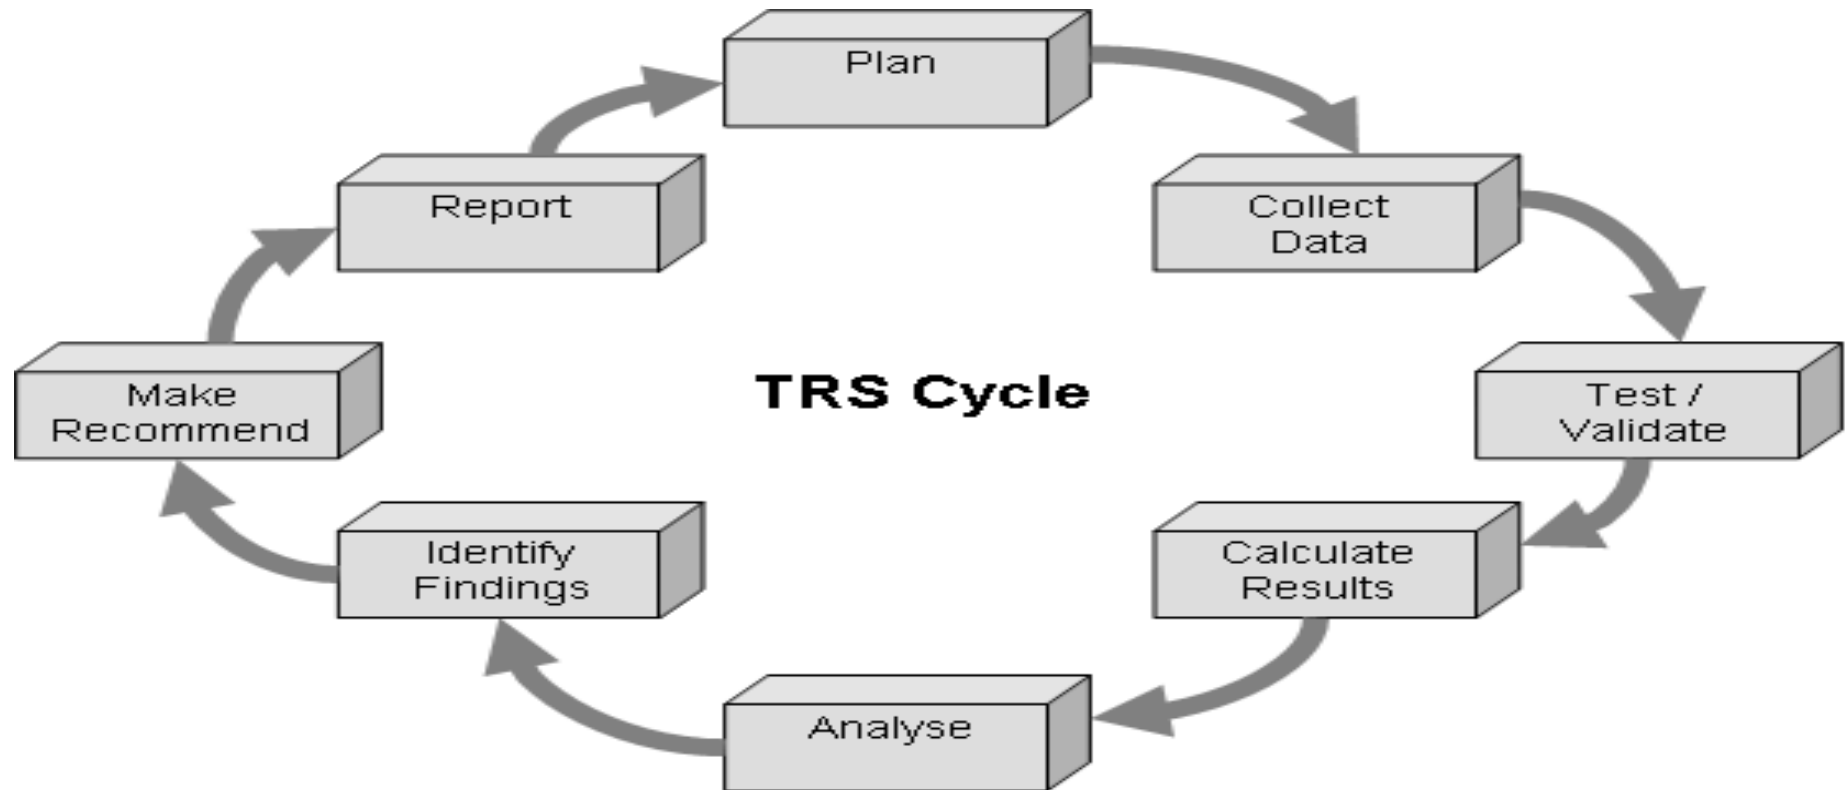 Plan
Report
Collect
Data
TRS Cycle
Make
Recommend
Test /
Validate
Identify
Findings
Calculate
Results
Analyse